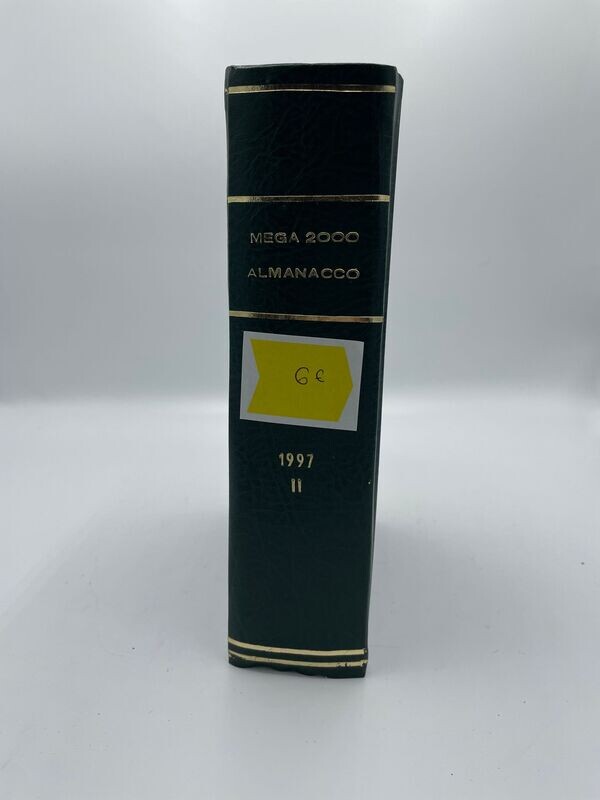 MEGA 2000
ALMANACCO
6 €
1997
II